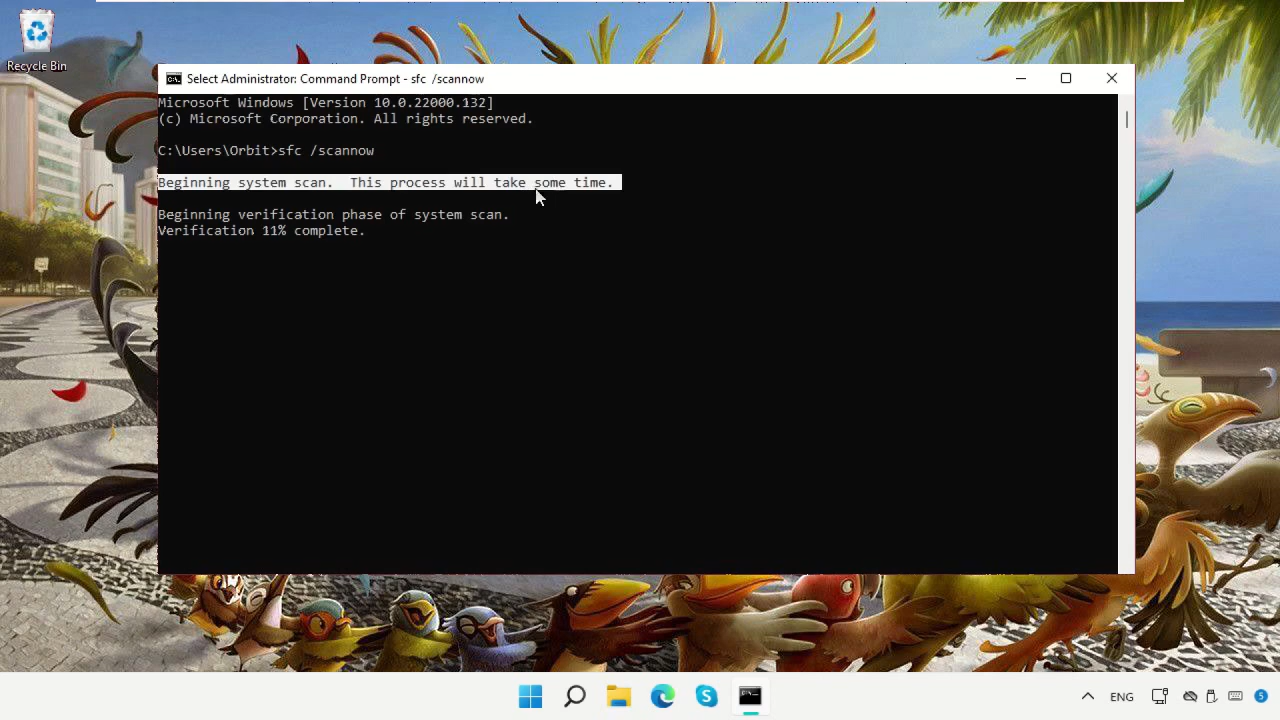 Recycle Bin
Select Administrator: Command Prompt - sfc  /scannow
Microsoft Windows [Version 10.0.22000.132]
(c) Microsoft Corporation. All rights reserved.
C:\Users\Orbit>sfc /scannow
Beginning system scan.  This process will take some time.
Beginning verification phase of system scan.
Verification 11% complete.
ENG
5